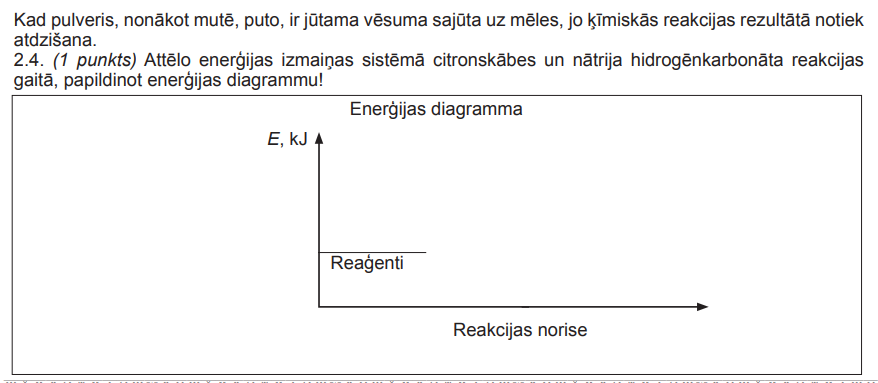 Kad pulveris, nonākot mutē, puto, ir jūtama vēsuma sajūta uz mēles, jo ķīmiskās reakcijas rezultātā notiek
atdzišana.
2.4. (1 punkts) Attēlo enerģijas izmaiņas sistēmā citronskābes un nātrija hidrogēnkarbonāta reakcijas
gaitā, papildinot enerģijas diagrammu!
Enerģijas diagramma
E, kJ
Reaģenti
Reakcijas norise